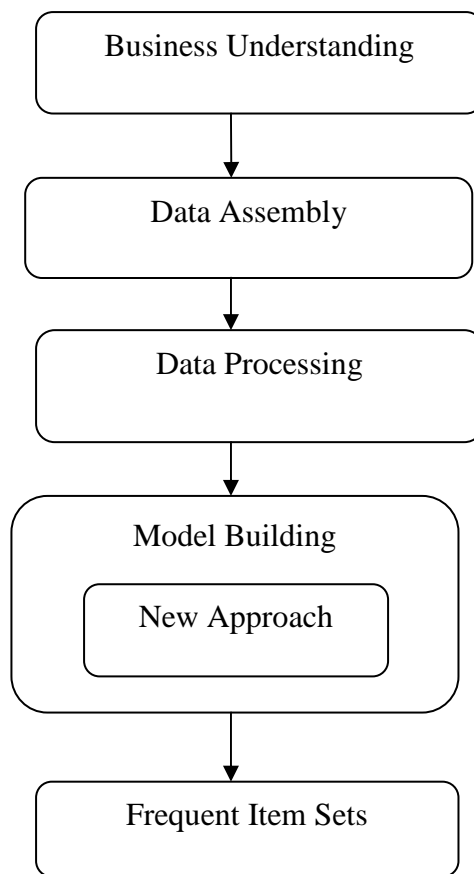 Business Understanding
Data Assembly
Data Processing
Model Building
New Approach
Frequent Item Sets